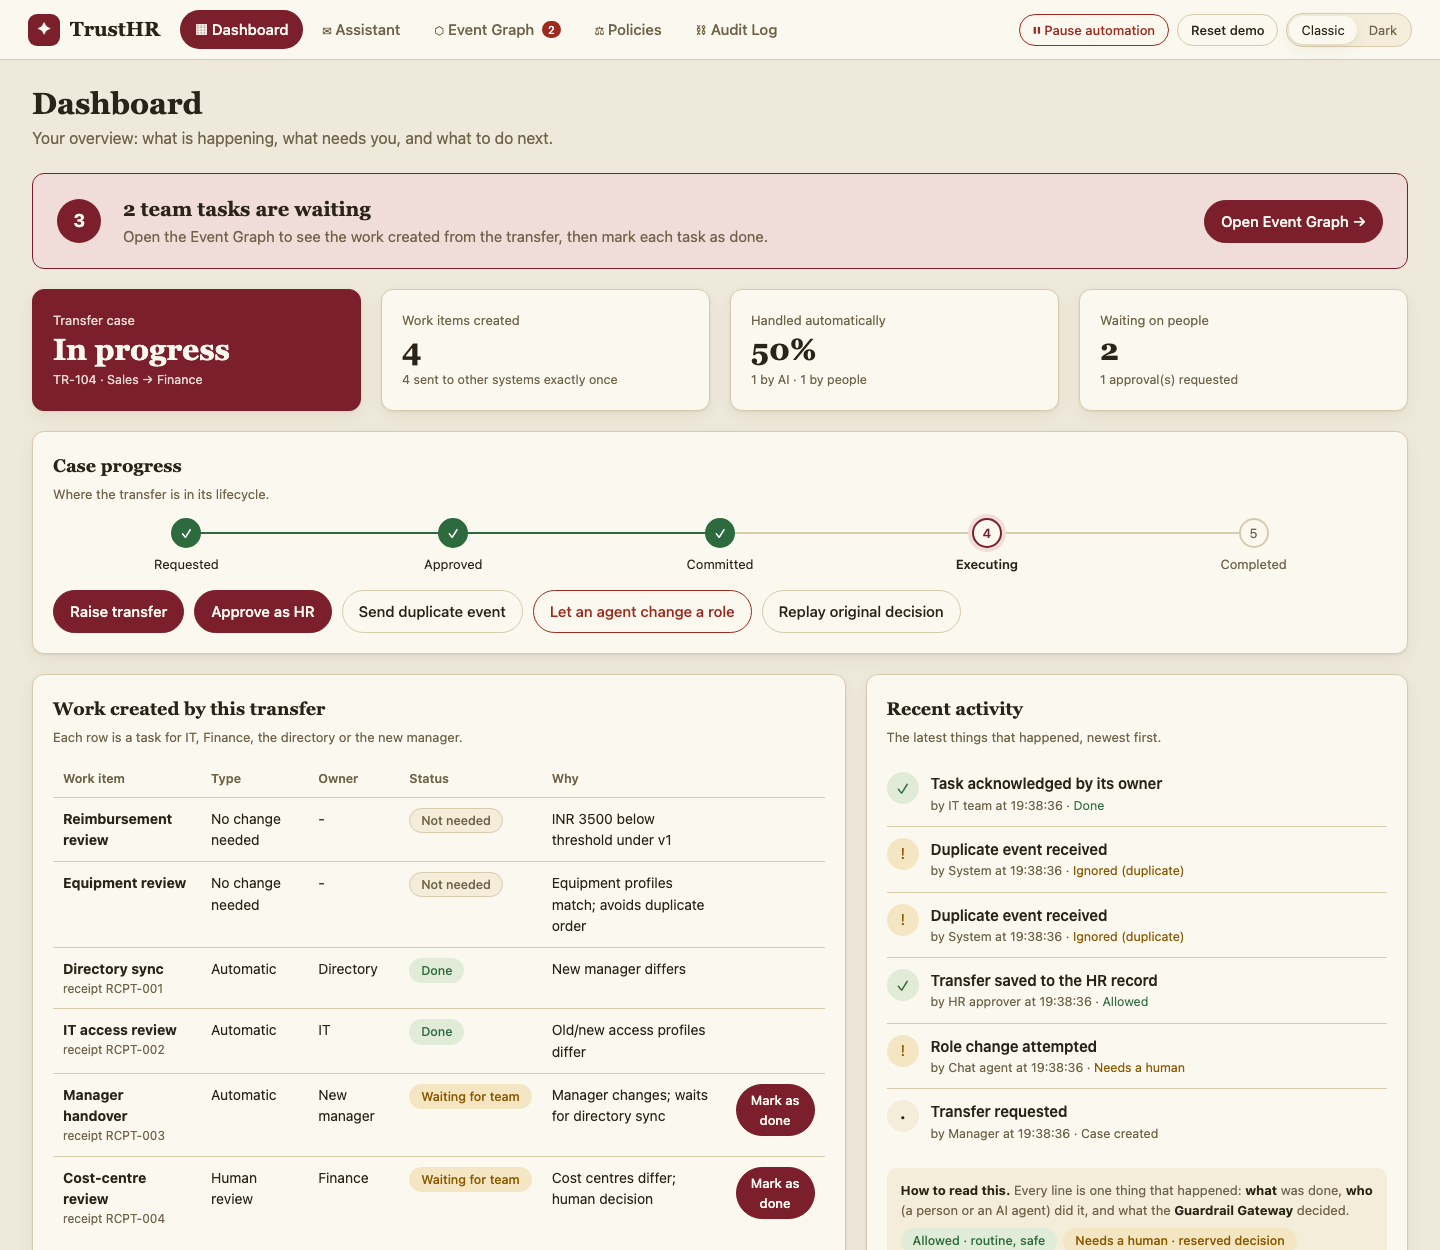 TrustHR
Dashboard
Assistant
Event Graph 2
Policies
Audit Log
Pause automation
Reset demo
Classic
Dark
Dashboard
Your overview: what is happening, what needs you, and what to do next.
3
2 team tasks are waiting
Open the Event Graph to see the work created from the transfer, then mark each task as done.
Open Event Graph →
Transfer case
In progress
TR-104 · Sales → Finance
Work items created
4
4 sent to other systems exactly once
Handled automatically
50%
1 by AI · 1 by people
Waiting on people
2
1 approval(s) requested
Case progress
Where the transfer is in its lifecycle.
✓ ✓ ✓ 4 5
Requested Approved Committed Executing Completed
Raise transfer
Approve as HR
Send duplicate event
Let an agent change a role
Replay original decision
Work created by this transfer
Each row is a task for IT, Finance, the directory or the new manager.
Work item Type Owner Status Why
Reimbursement No change - Not needed INR 3500 below
review needed threshold under v1
Equipment review No change - Not needed Equipment profiles
needed match; avoids duplicate
order
Directory sync Automatic Directory Done New manager differs
receipt RCPT-001
IT access review Automatic IT Done Old/new access profiles
receipt RCPT-002 differ
Manager Automatic New Waiting for team Manager changes; waits Mark as
handover manager for directory sync done
receipt RCPT-003
Cost-centre Human Finance Waiting for team Cost centres differ; Mark as
review review human decision done
receipt RCPT-004
Recent activity
The latest things that happened, newest first.
✓ Task acknowledged by its owner
by IT team at 19:38:36 · Done
! Duplicate event received
by System at 19:38:36 · Ignored (duplicate)
! Duplicate event received
by System at 19:38:36 · Ignored (duplicate)
✓ Transfer saved to the HR record
by HR approver at 19:38:36 · Allowed
! Role change attempted
by Chat agent at 19:38:36 · Needs a human
• Transfer requested
by Manager at 19:38:36 · Case created
How to read this. Every line is one thing that happened: what was done, who
(a person or an AI agent) did it, and what the Guardrail Gateway decided.
Allowed · routine, safe
Needs a human · reserved decision